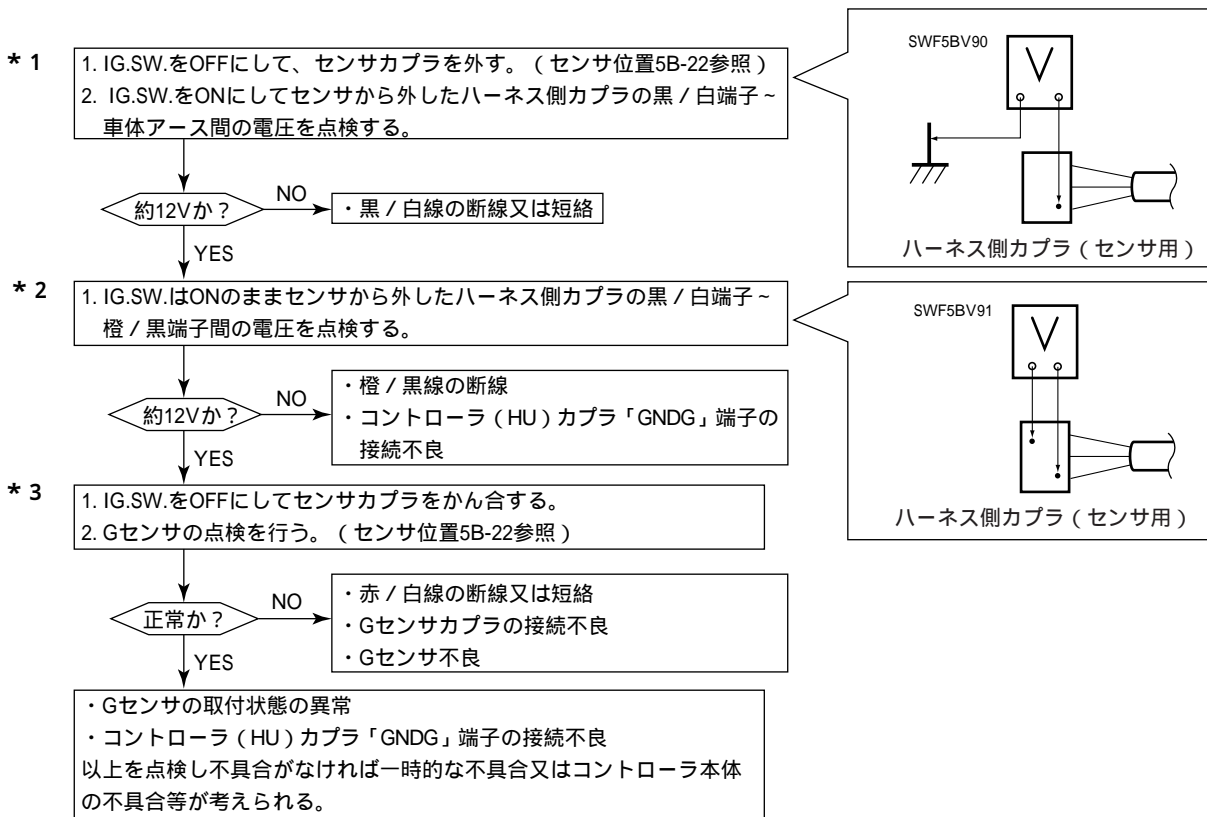 * 1
1. IG.SW.をOFFにして、センサカプラを外す。（センサ位置5B-22参照）
2. IG.SW.をONにしてセンサから外したハーネス側カプラの黒／白端子～
車体アース間の電圧を点検する。
SWF5BV90
V
ハーネス側カプラ（センサ用）
約12Vか？
NO
・黒／白線の断線又は短絡
YES
* 2
1. IG.SW.はONのままセンサから外したハーネス側カプラの黒／白端子～
橙／黒端子間の電圧を点検する。
SWF5BV91
V
ハーネス側カプラ（センサ用）
約12Vか？
NO
・橙／黒線の断線
・コントローラ（HU）カプラ「GNDG」端子の
接続不良
YES
* 3
1. IG.SW.をOFFにしてセンサカプラをかん合する。
2. Gセンサの点検を行う。（センサ位置5B-22参照）
正常か？
NO
・赤／白線の断線又は短絡
・Gセンサカプラの接続不良
・Gセンサ不良
YES
・Gセンサの取付状態の異常
・コントローラ（HU）カプラ「GNDG」端子の接続不良
以上を点検し不具合がなければ一時的な不具合又はコントローラ本体
の不具合等が考えられる。